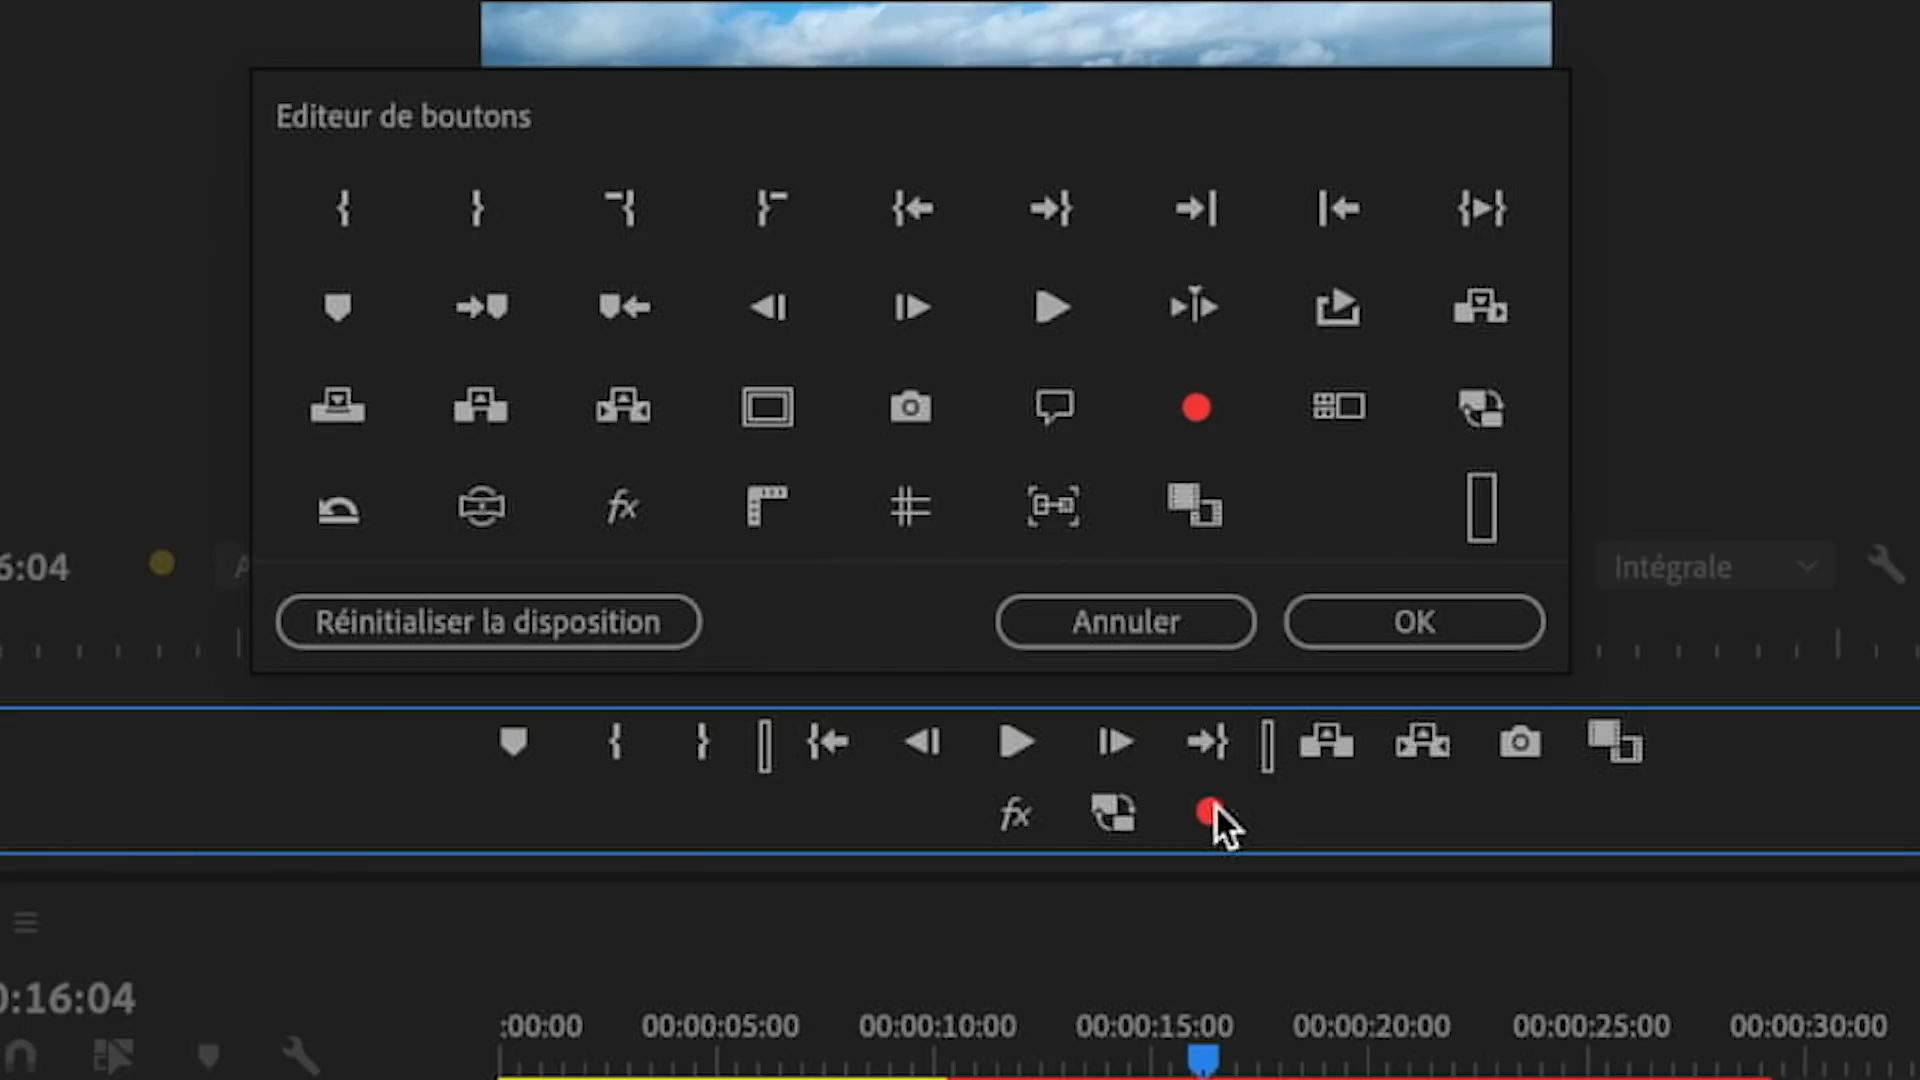 Editeur de boutons
fx
6:04
A
Intégrale
Réinitialiser la disposition
Annuler
OK
fx
0:16:04
:00:00
00:00:05:00
00:00:10:00
00:00:15:00
00:00:20:00
00:00:25:00
00:00:30:00